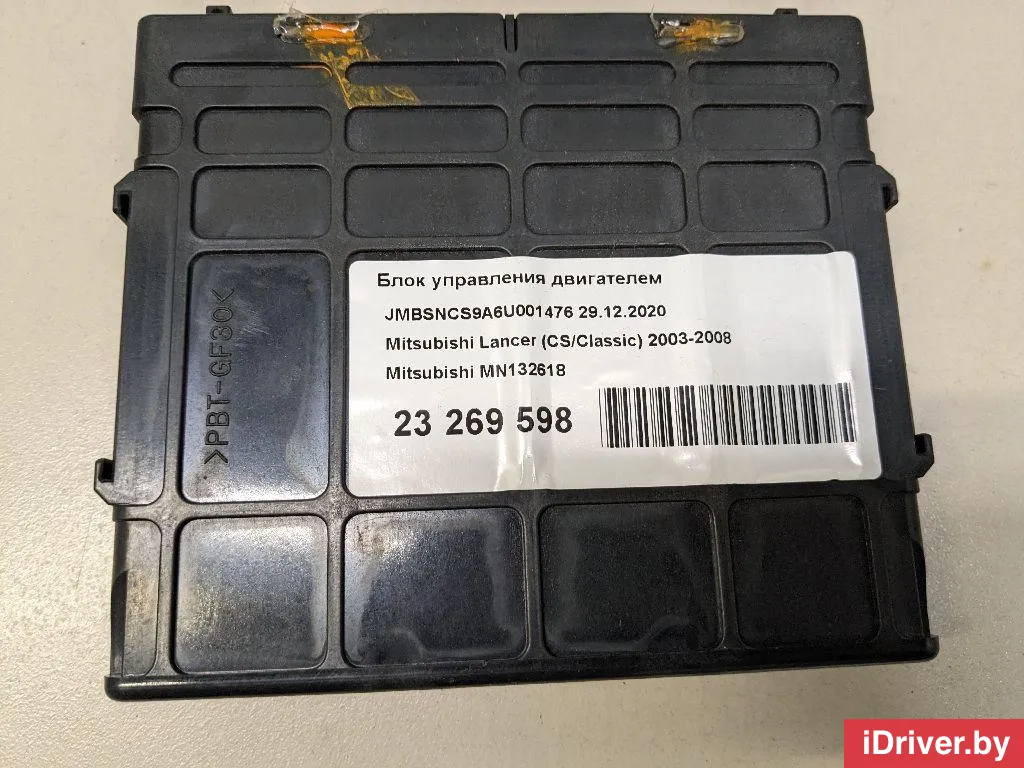 Блок управления двигателем
JMBSNCS9A6U001476 29.12.2020
Mitsubishi Lancer (CS/Classic) 2003-2008
Mitsubishi MN132618
23 269 598
>PBT-GF30<
iDriver.by